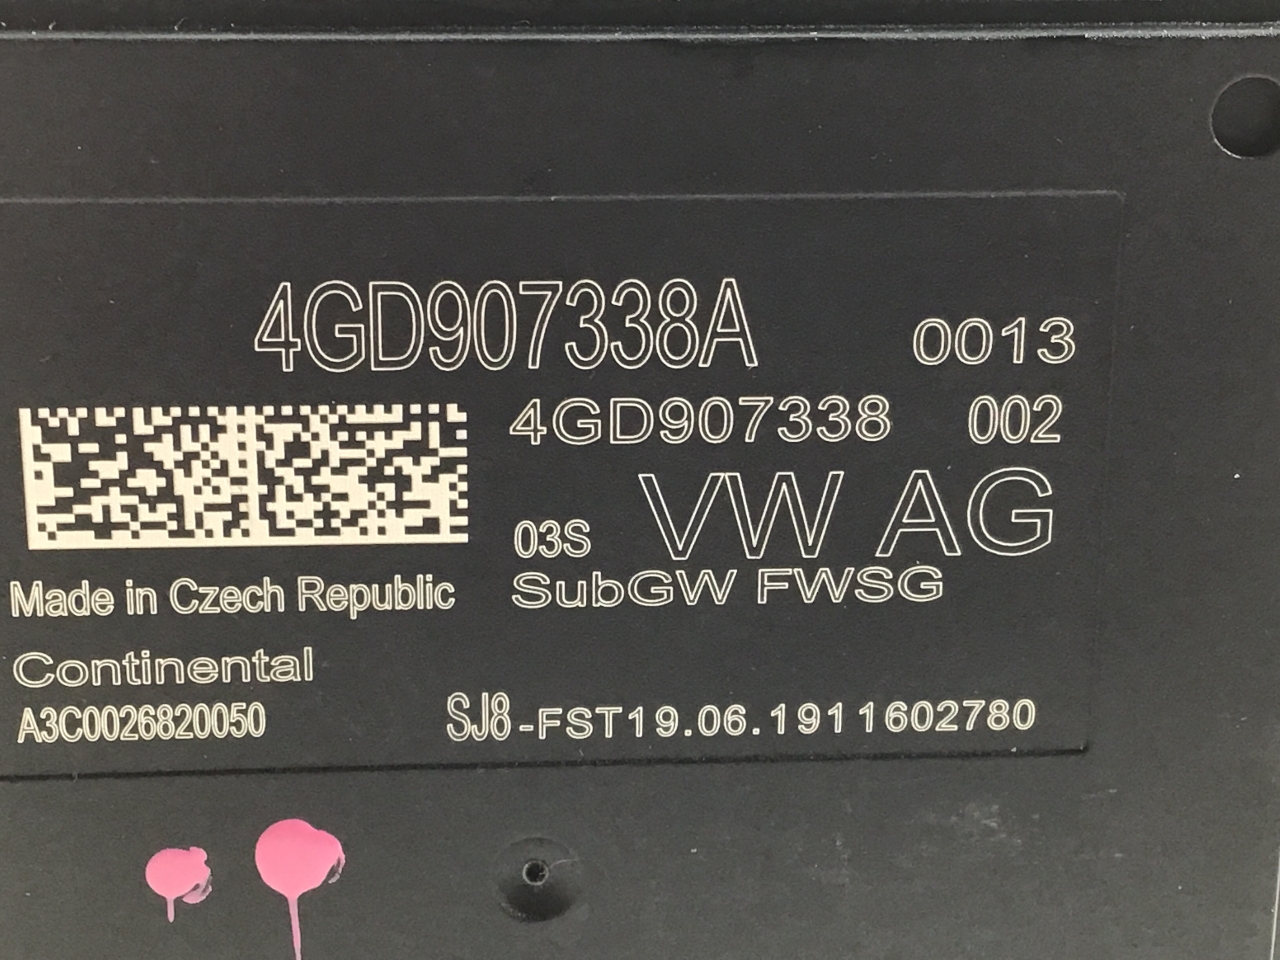 4GD907338A 0013
4GD907338 002
03S VW AG
SubGW FWSG
Made in Czech Republic
Continental
A3C0026820050
SJ8-FST19.06.1911602780